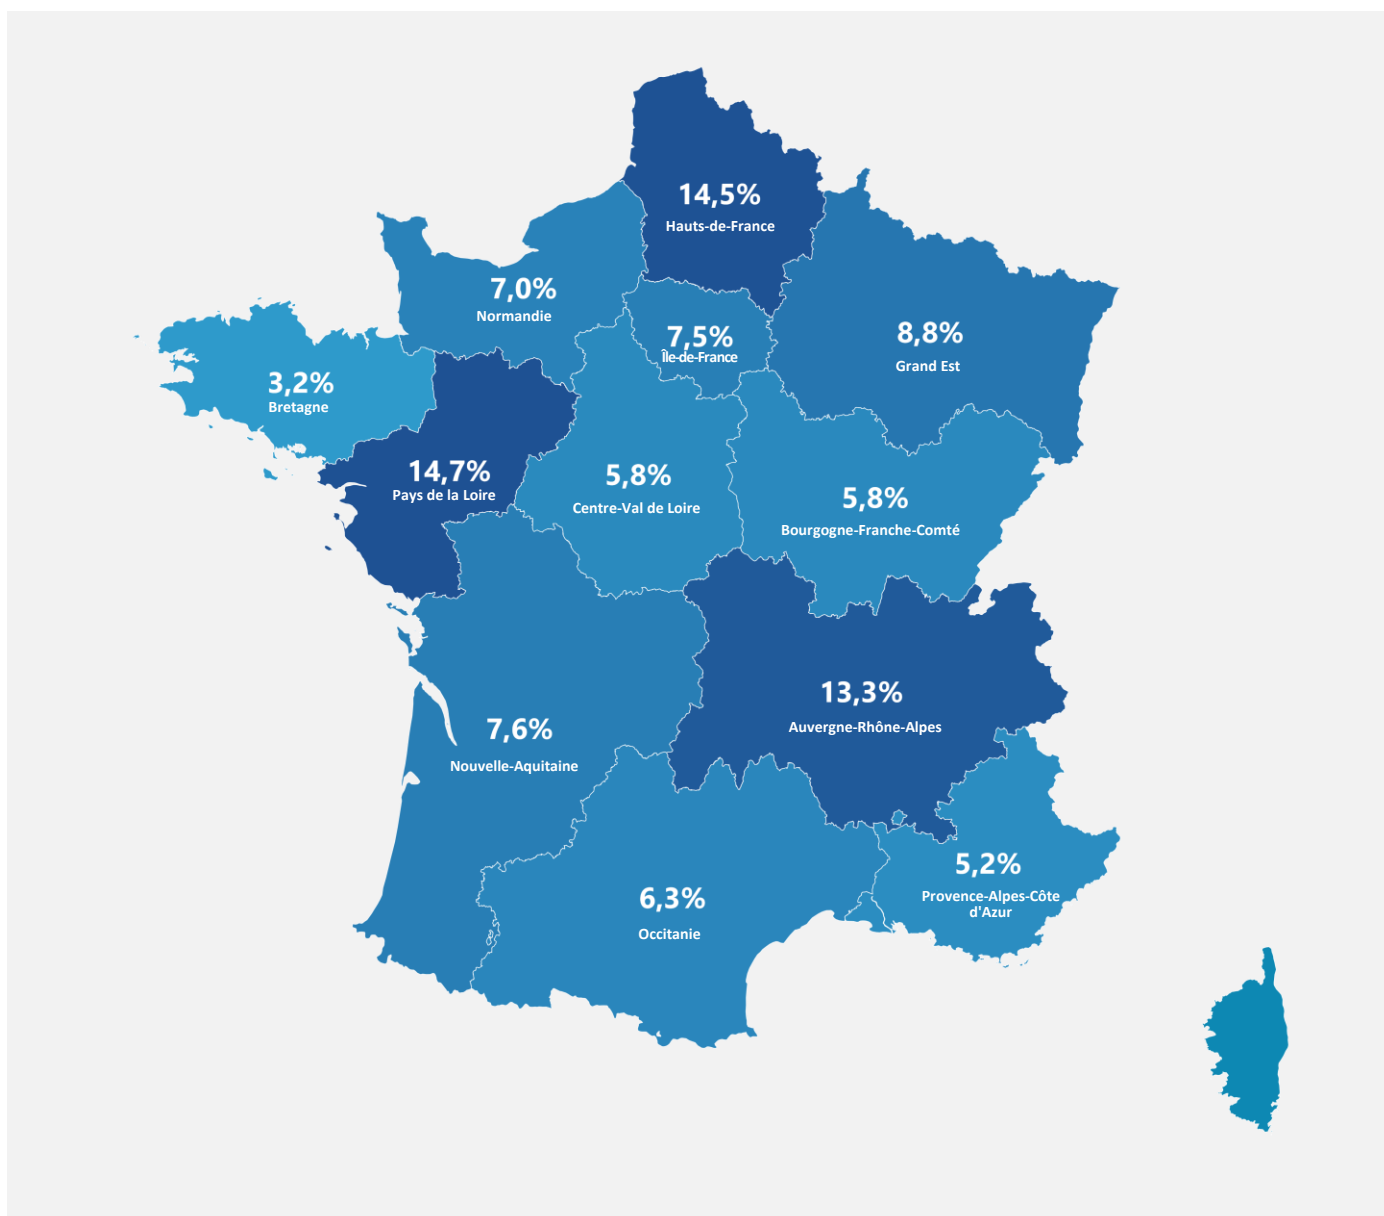 14,5%
Hauts-de-France
7,0%
Normandie
7,5%
Île-de-France
8,8%
Grand Est
3,2%
Bretagne
14,7%
Pays de la Loire
5,8%
Centre-Val de Loire
5,8%
Bourgogne-Franche-Comté
13,3%
Auvergne-Rhône-Alpes
7,6%
Nouvelle-Aquitaine
5,2%
Provence-Alpes-Côte
d'Azur
6,3%
Occitanie